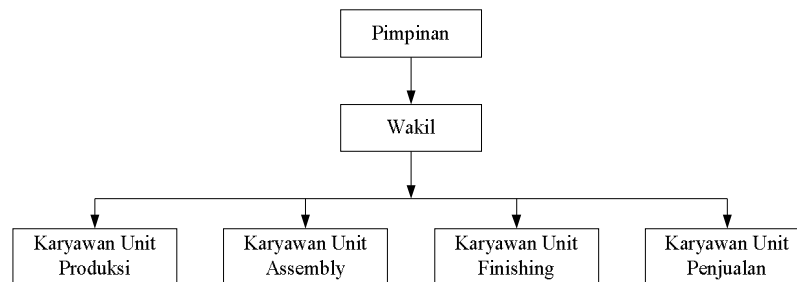 Pimpinan
Wakil
Karyawan Unit
Produksi
Karyawan Unit
Assembly
Karyawan Unit
Finishing
Karyawan Unit
Penjualan